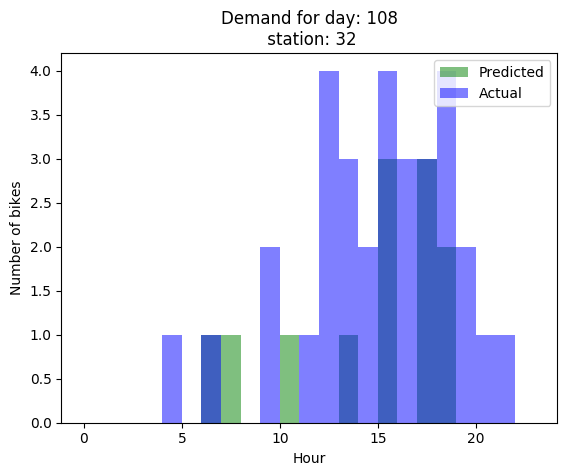 Demand for day: 108
station: 32
Predicted
Actual
4.0
3.5
3.0
2.5
2.0
1.5
1.0
0.5
0.0
Number of bikes
0 5 10 15 20
Hour